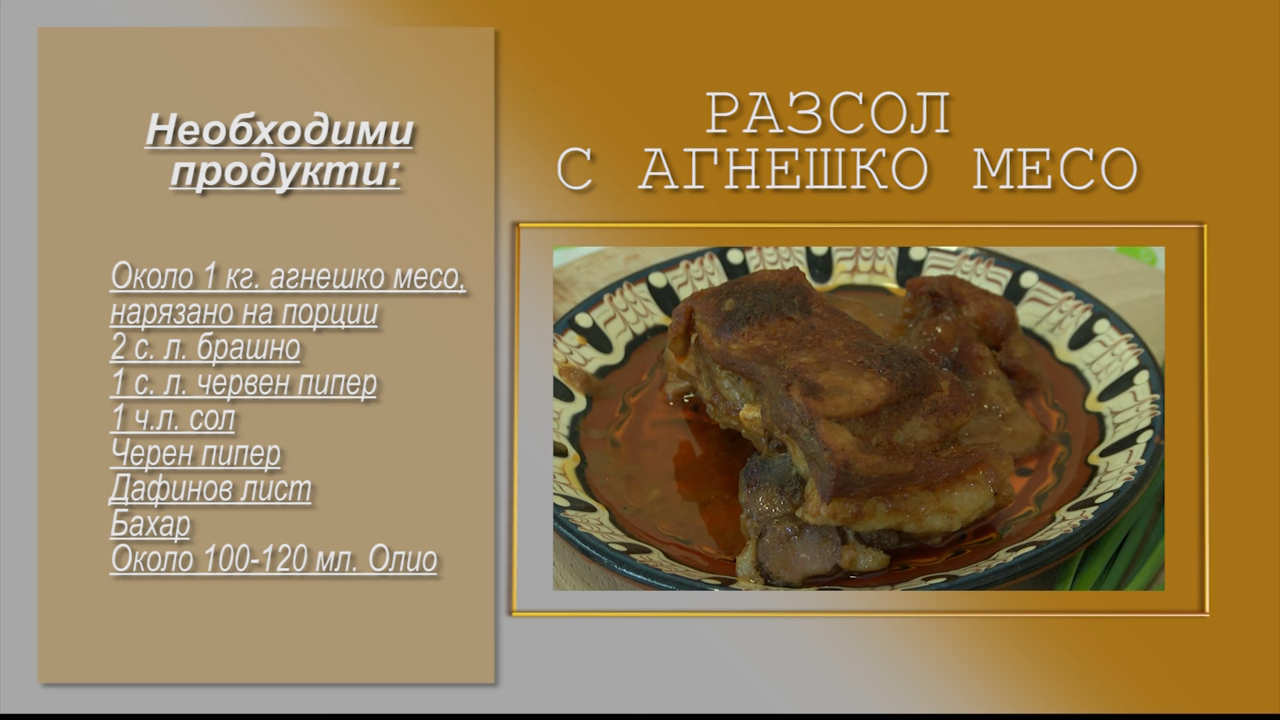 Необходими
продукти:
Около 1 кг. агнешко месо,
нарязано на порции
2 с. л. брашно
1 с. л. червен пипер
1 ч.л. сол
Черен пипер
Дафинов лист
Бахар
Около 100-120 мл. Олио
РАЗСОЛ
С АГНЕШКО МЕСО